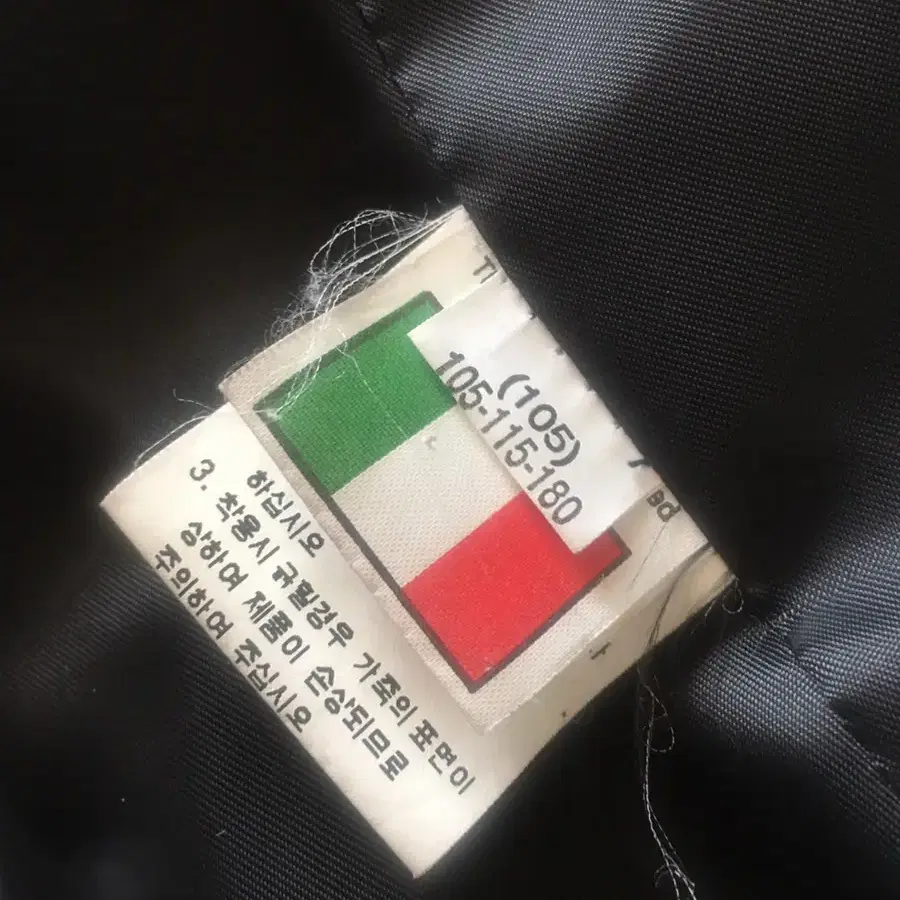 (105)
105-115-180
하십시오
3. 착용시 긁힐경우 가죽의 표면이
상하여 제품이 손상되므로
주의하여 주십시오